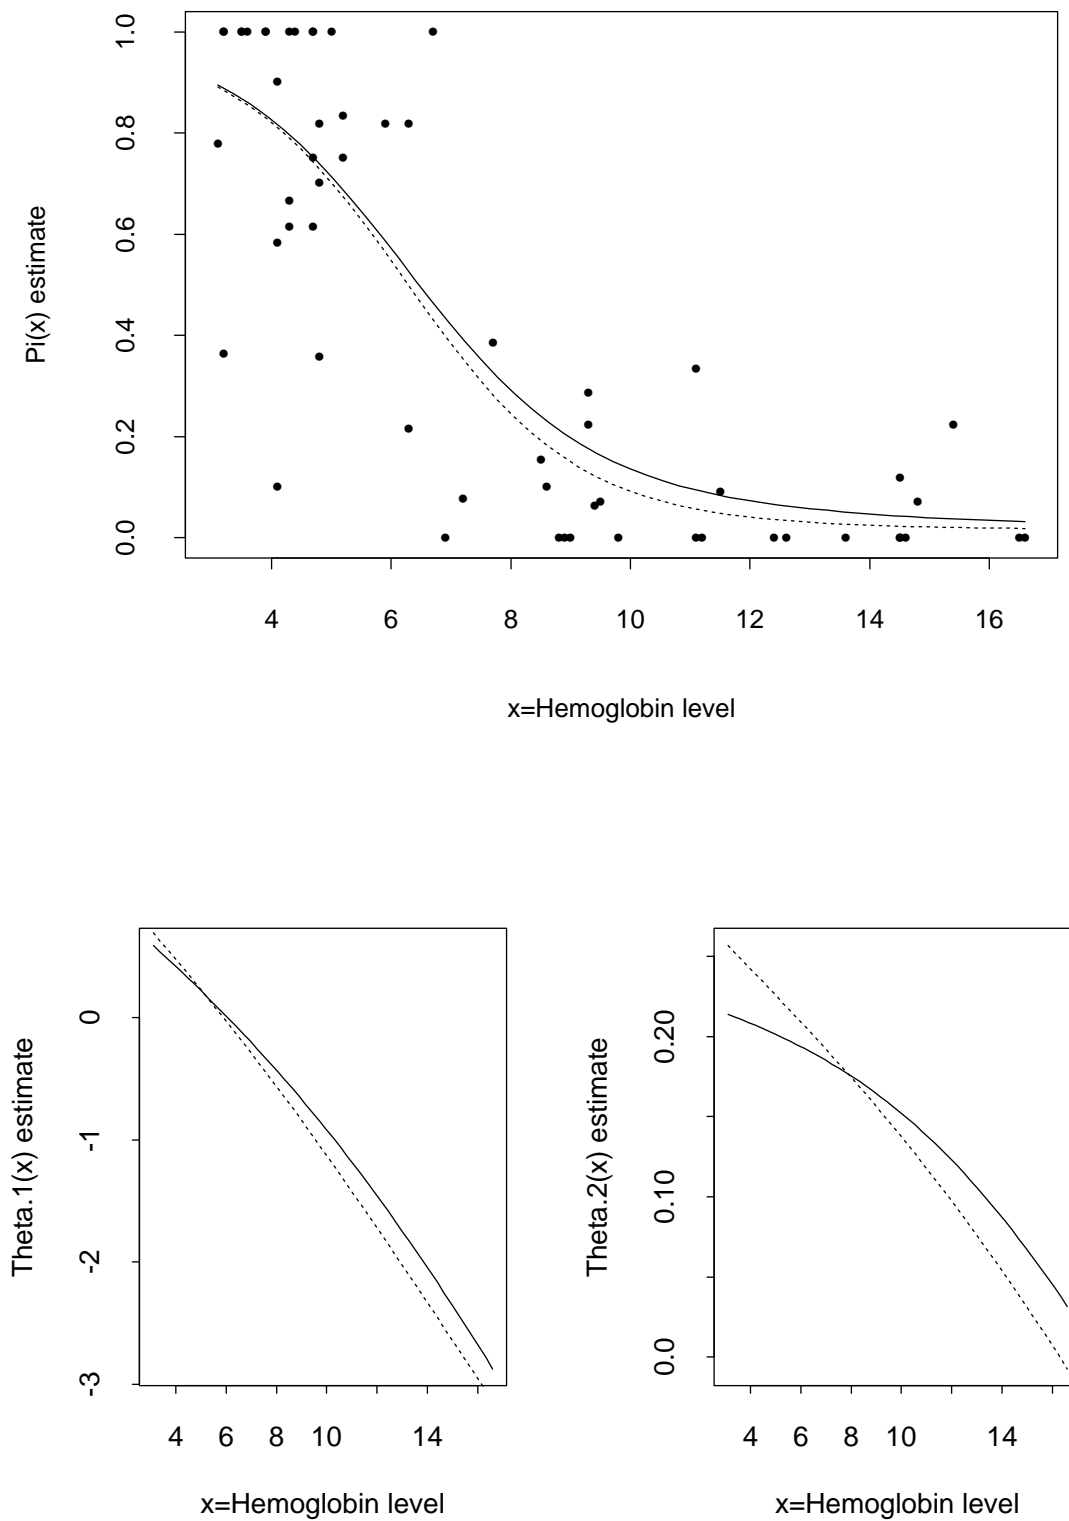 1.0
0.8
0.6
0.4
0.2
0.0
Pi(x) estimate
4 6 8 10 12 14 16
x=Hemoglobin level
0
-1
-2
-3
Theta.1(x) estimate
4 6 8 10 14
x=Hemoglobin level
0.20
0.10
0.0
Theta.2(x) estimate
4 6 8 10 14
x=Hemoglobin level